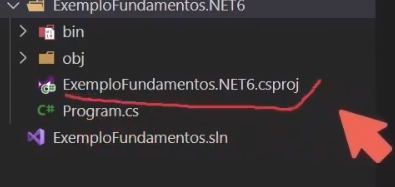 ExemploFundamentos.NET6
bin
obj
ExemploFundamentos.NET6.csproj
C# Program.cs
ExemploFundamentos.sln